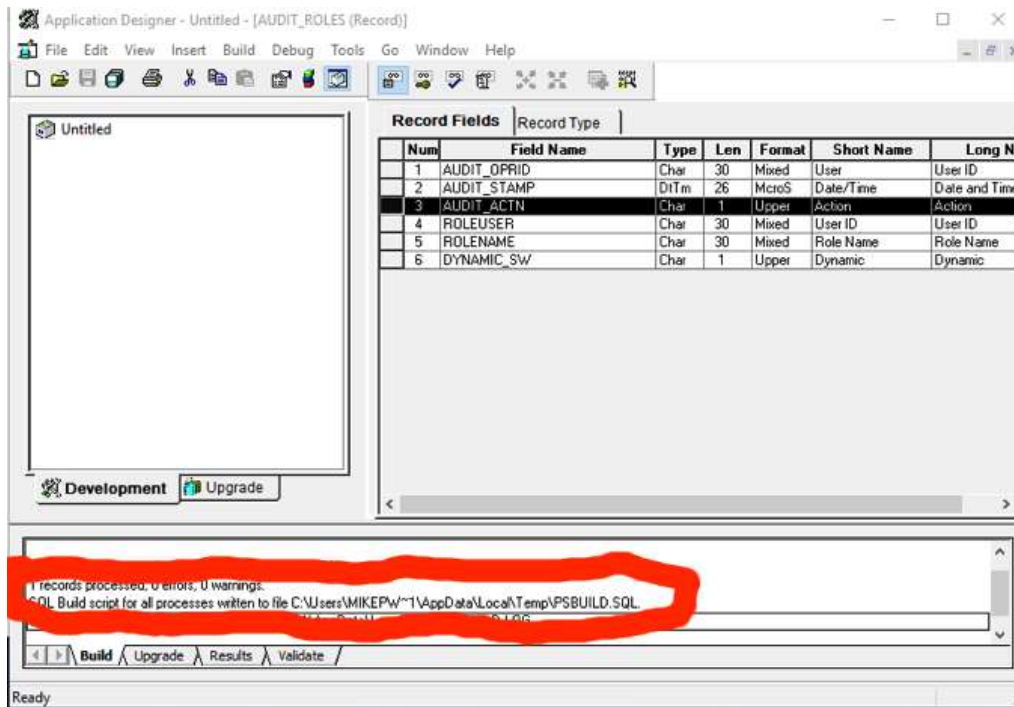 Application Designer - Untitled - [AUDIT_ROLES (Record)]
File Edit View Insert Build Debug Tools Go Window Help
Untitled
Development Upgrade
Record Fields Record Type
Num Field Name Type Len Format Short Name Long N
1 AUDIT_OPRID Char 30 Mixed User User ID
2 AUDIT_STAMP DtTm 26 McroS Date/Time Date and Time
3 AUDIT_ACTN Char 1 Upper Action Action
4 ROLEUSER Char 30 Mixed User ID User ID
5 ROLENAME Char 30 Mixed Role Name Role Name
6 DYNAMIC_SW Char 1 Upper Dynamic Dynamic
1 records processed, 0 errors, 0 warnings.
SQL Build script for all processes written to file C:\Users\MIKEPW~1\AppData\Local\Temp\PSBUILD.SQL.
Build Upgrade Results Validate
Ready